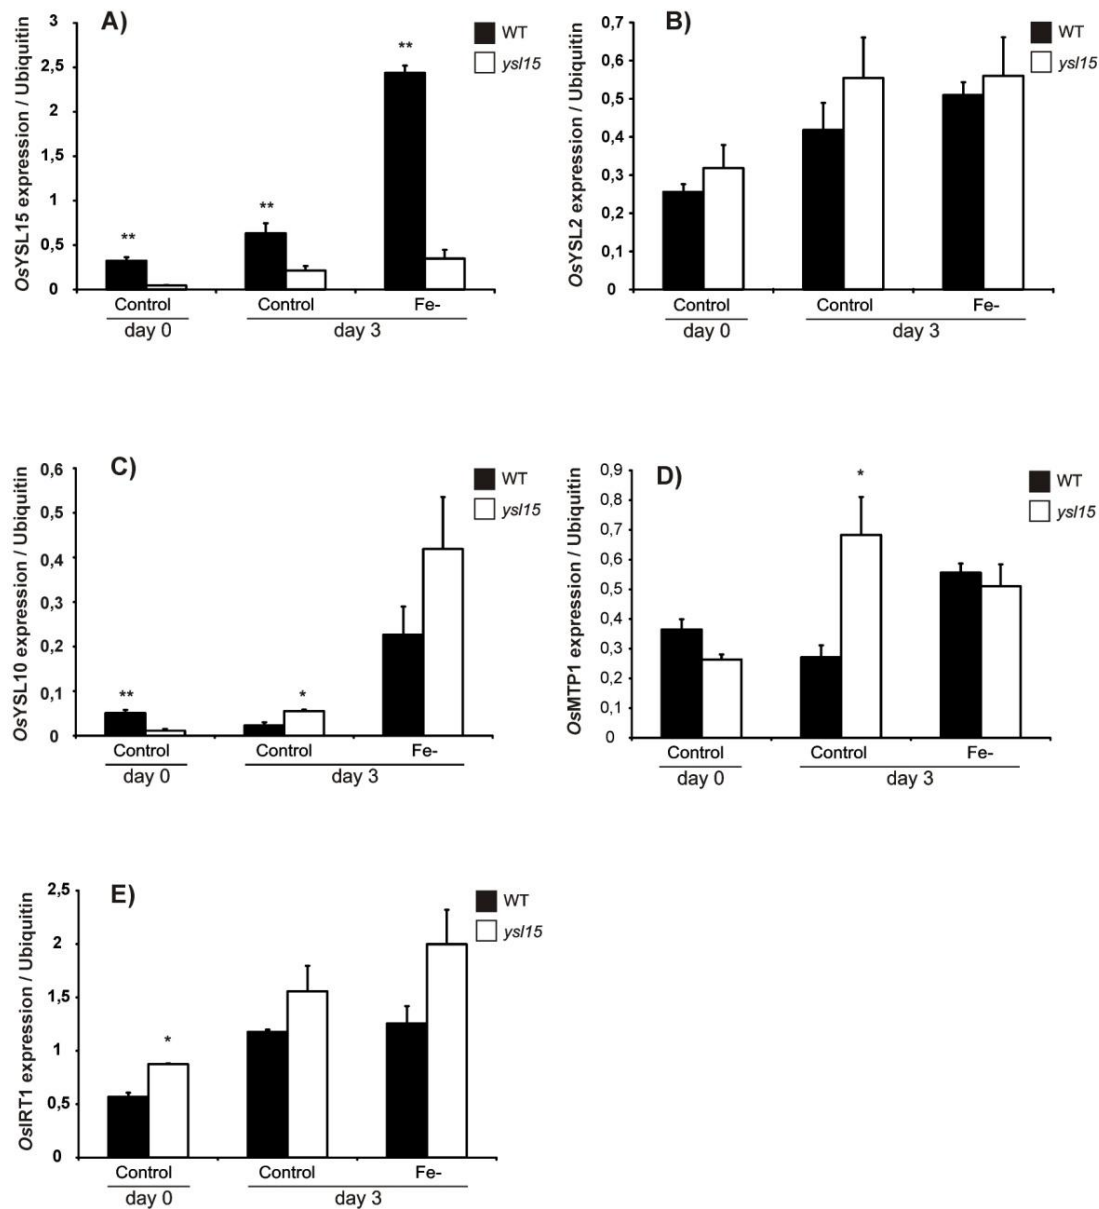 A)
OsYSL15 expression / Ubiquitin
3
2,5
2
1,5
1
0,5
0
**
**
**
WT
ysl15
Control
Control
Fe-
day 0
day 3
B)
OsYSL2 expression / Ubiquitin
0,7
0,6
0,5
0,4
0,3
0,2
0,1
0
WT
ysl15
Control
Control
Fe-
day 0
day 3
C)
OsYSL10 expression / Ubiquitin
0,6
0,5
0,4
0,3
0,2
0,1
0
**
*
WT
ysl15
Control
Control
Fe-
day 0
day 3
D)
OsMTP1 expression / Ubiquitin
0,9
0,8
0,7
0,6
0,5
0,4
0,3
0,2
0,1
0
*
WT
ysl15
Control
Control
Fe-
day 0
day 3
E)
OsIRT1 expression / Ubiquitin
2,5
2
1,5
1
0,5
0
*
WT
ysl15
Control
Control
Fe-
day 0
day 3